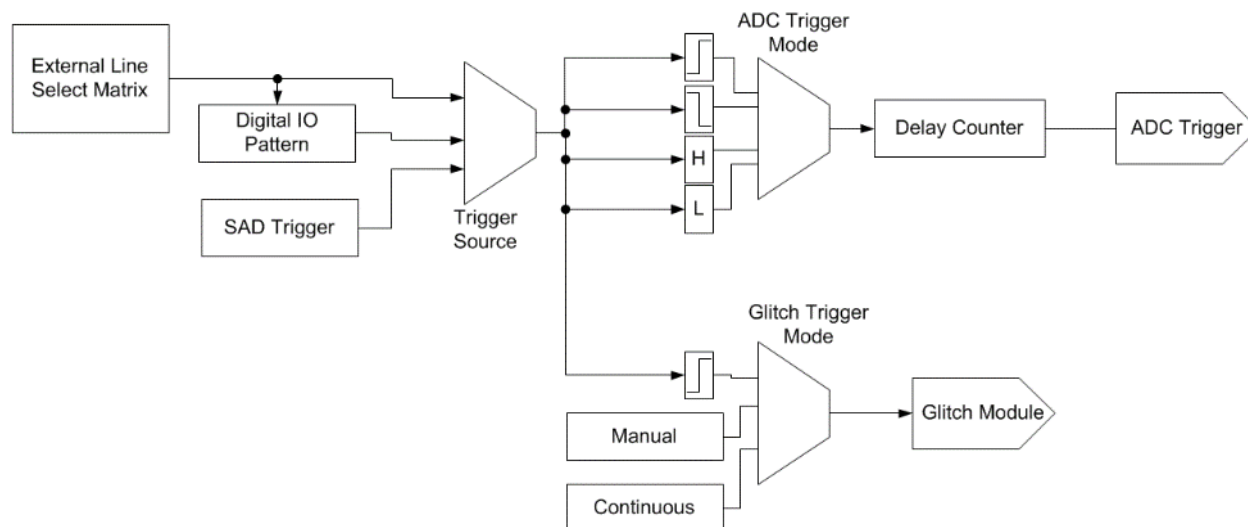 External Line
Select Matrix
Digital IO
Pattern
SAD Trigger
Trigger
Source
ADC Trigger
Mode
H
L
Delay Counter
ADC Trigger
Glitch Trigger
Mode
Manual
Continuous
Glitch Module